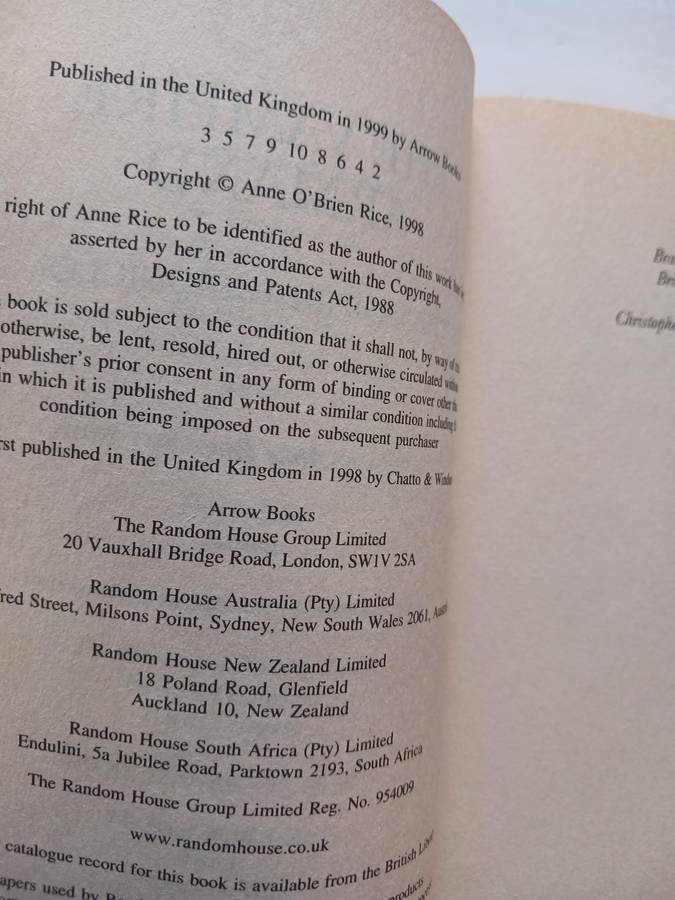 Published in the United Kingdom in 1999 by Arrow Books
3 5 7 9 10 8 6 4 2
Copyright © Anne O'Brien Rice, 1998
right of Anne Rice to be identified as the author of this work
asserted by her in accordance with the Copyright,
Designs and Patents Act, 1988
book is sold subject to the condition that it shall not, by way of
otherwise, be lent, resold, hired out, or otherwise circulated
publisher's prior consent in any form of binding or cover other
in which it is published and without a similar condition including
condition being imposed on the subsequent purchaser
published in the United Kingdom in 1998 by Chatto &
Arrow Books
The Random House Group Limited
20 Vauxhall Bridge Road, London, SW1V 2SA
Random House Australia (Pty) Limited
Street, Milsons Point, Sydney, New South Wales 2061,
Random House New Zealand Limited
18 Poland Road, Glenfield
Auckland 10, New Zealand
Random House South Africa (Pty) Limited
Endulini, 5a Jubilee Road, Parktown 2193, South Africa
The Random House Group Limited Reg. No. 954009
www.randomhouse.co.uk
catalogue record for this book is available from the British
used by
products